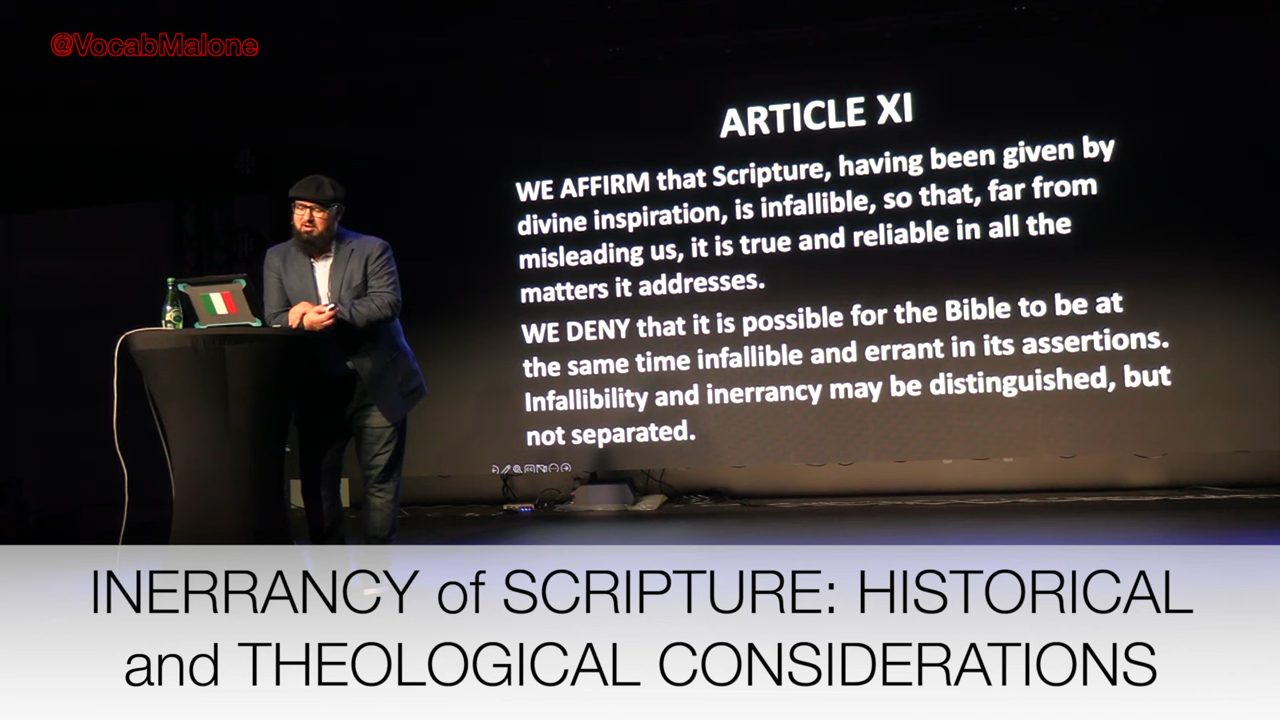 @VocabMalone
ARTICLE XI
WE AFFIRM that Scripture, having been given by
divine inspiration, is infallible, so that, far from
misleading us, it is true and reliable in all the
matters it addresses.
WE DENY that it is possible for the Bible to be at
the same time infallible and errant in its assertions.
Infallibility and inerrancy may be distinguished, but
not separated.
INERRANCY of SCRIPTURE: HISTORICAL
and THEOLOGICAL CONSIDERATIONS